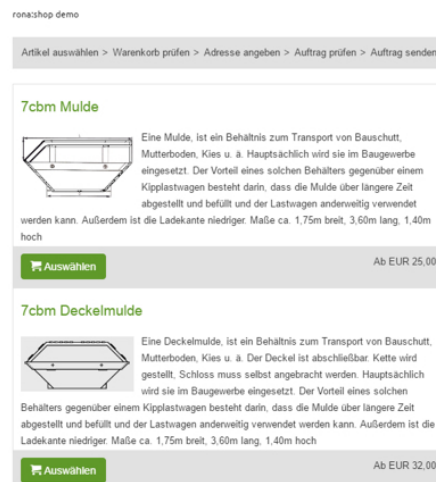 rona:shop demo
Artikel auswählen > Warenkorb prüfen > Adresse angeben > Auftrag prüfen > Auftrag senden
7cbm Mulde
Eine Mulde, ist ein Behältnis zum Transport von Bauschutt,
Mutterboden, Kies u. ä. Hauptsächlich wird sie im Baugewerbe
eingesetzt. Der Vorteil eines solchen Behälters gegenüber einem
Kipplastwagen besteht darin, dass die Mulde über längere Zeit
abgestellt und befüllt und der Lastwagen anderweitig verwendet
werden kann. Außerdem ist die Ladekante niedriger. Maße ca. 1,75m breit, 3,60m lang, 1,40m
hoch
Auswählen
Ab EUR 25,00
7cbm Deckelmulde
Eine Deckelmulde, ist ein Behältnis zum Transport von Bauschutt,
Mutterboden, Kies u. ä. Der Deckel ist abschließbar. Kette wird
gestellt, Schloss muss selbst angebracht werden. Hauptsächlich
wird sie im Baugewerbe eingesetzt. Der Vorteil eines solchen
Behälters gegenüber einem Kipplastwagen besteht darin, dass die Mulde über längere Zeit
abgestellt und befüllt und der Lastwagen anderweitig verwendet werden kann. Außerdem ist die
Ladekante niedriger. Maße ca. 1,75m breit, 3,60m lang, 1,40m hoch
Auswählen
Ab EUR 32,00